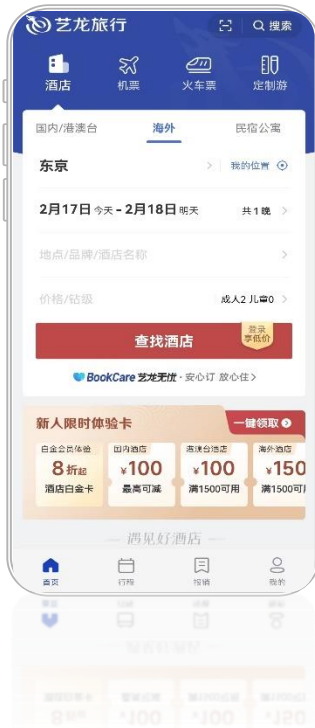 艺龙旅行 搜索
酒店 机票 火车票 定制游
国内/港澳台 海外 民宿公寓
东京 > 我的位置
2月17日 今天 - 2月18日 明天 共1晚 >
地点/品牌/酒店名称 >
价格/钻级 成人2 儿童0 >
查找酒店 登录享低价
BookCare 艺龙无忧 · 安心订 放心住>
新人限时体验卡 一键领取
白金会员体验 国内酒店 港澳台酒店 海外酒店
8折起 ¥100 ¥100 ¥150
酒店白金卡 最高可减 满1500可用 满1500可
— 遇见好酒店 —
首页 行程 报销 我的